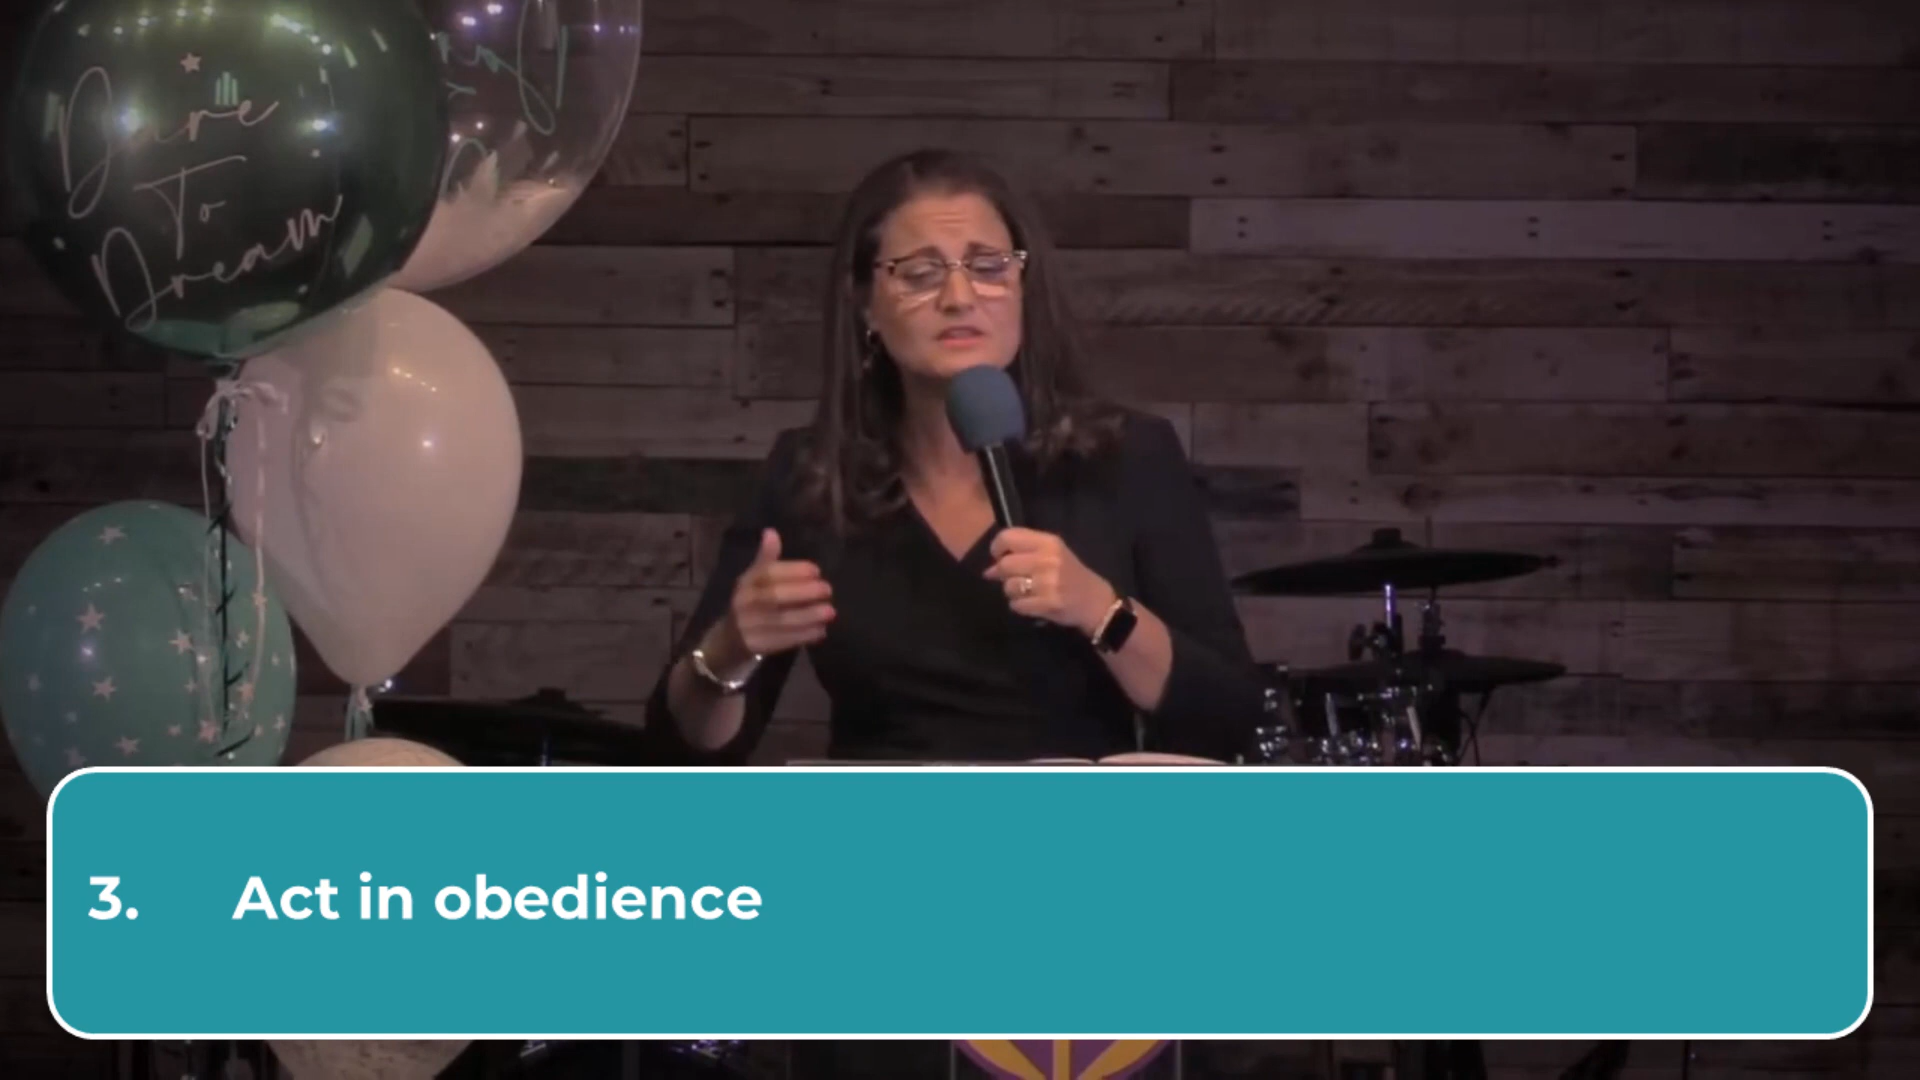 Dare
To
Dream
3. Act in obedience